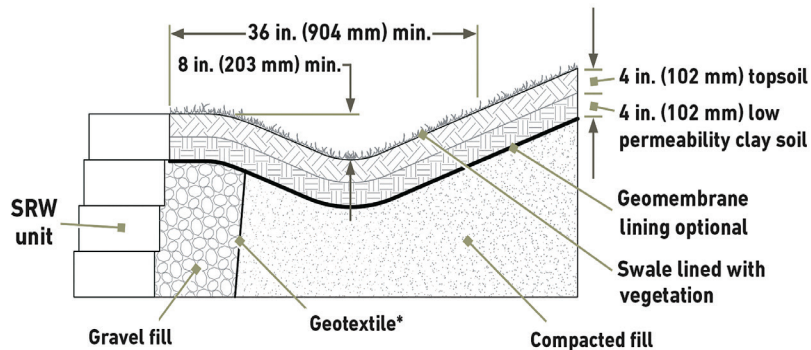 36 in. (904 mm) min.
8 in. (203 mm) min.
4 in. (102 mm) topsoil
4 in. (102 mm) low
permeability clay soil
Geomembrane
lining optional
SRW
unit
Swale lined with
vegetation
Gravel fill
Geotextile*
Compacted fill